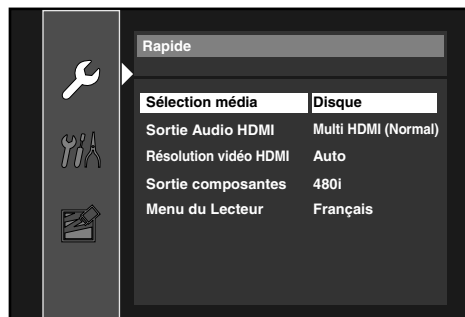 Rapide
Sélection média Disque
Sortie Audio HDMI Multi HDMI (Normal)
Résolution vidéo HDMI Auto
Sortie composantes 480i
Menu du Lecteur Français